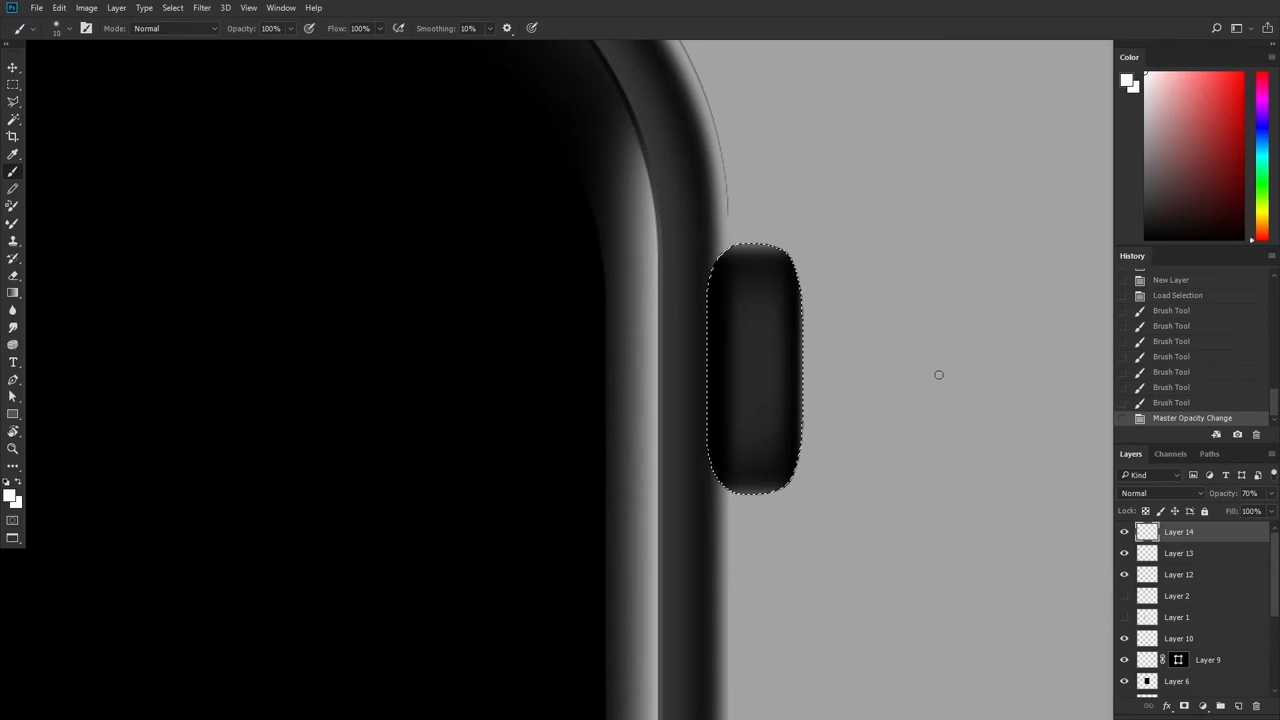 Ps File Edit Image Layer Type Select Filter 3D View Window Help
10 Mode: Normal Opacity: 100% Flow: 100% Smoothing: 10%
Color
History
New Layer
Load Selection
Brush Tool
Brush Tool
Brush Tool
Brush Tool
Brush Tool
Brush Tool
Brush Tool
Master Opacity Change
Layers Channels Paths
Kind
Normal Opacity: 70%
Lock: Fill: 100%
Layer 14
Layer 13
Layer 12
Layer 2
Layer 1
Layer 10
Layer 9
Layer 6
fx